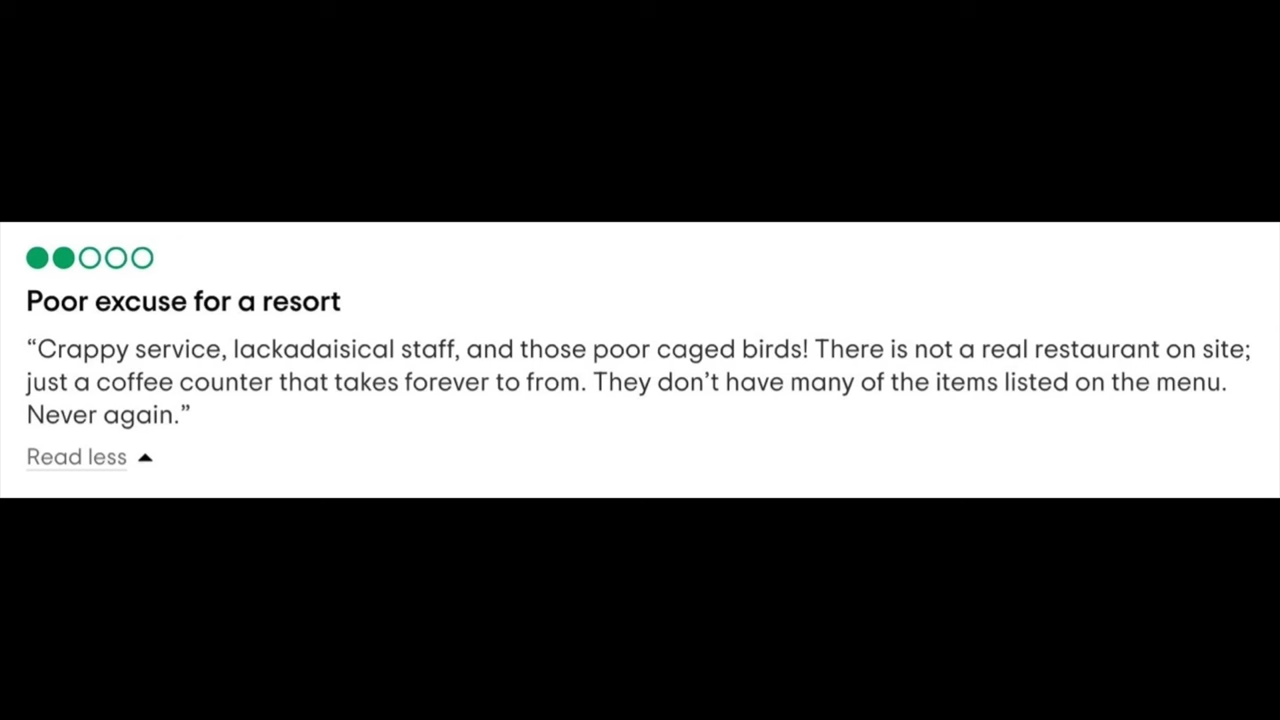 Poor excuse for a resort
“Crappy service, lackadaisical staff, and those poor caged birds! There is not a real restaurant on site;
just a coffee counter that takes forever to from. They don’t have many of the items listed on the menu.
Never again.”
Read less